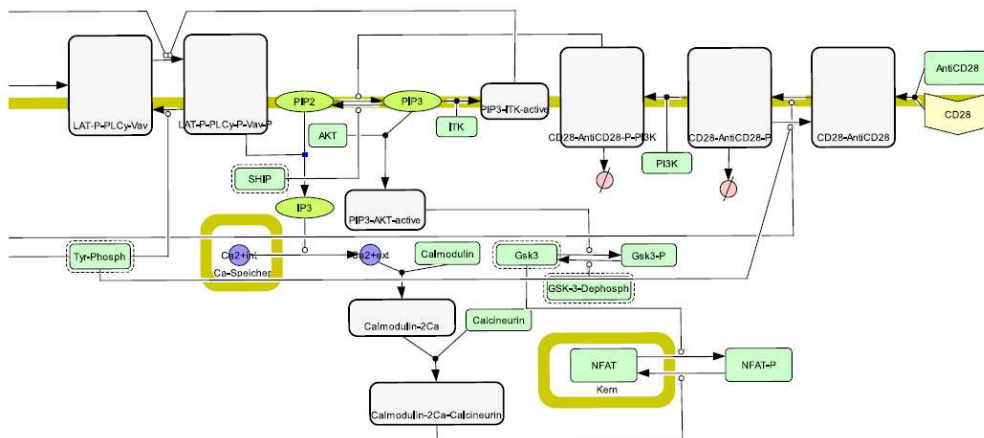 AntiCD28
CD28
LAT-P-PLCy-Vav
LAT-P-PLCy-P-Vav-P
PIP2
PIP3
PIP3-ITK-active
CD28-AntiCD28-P-PI3K
CD28-AntiCD28-P
CD28-AntiCD28
AKT
ITK
PI3K
SHIP
IP3
PIP3-AKT-active
Tyr-Phosph
Ca2+int
Ca-Speicher
Ca2+ext
Calmodulin
Gsk3
Gsk3-P
GSK-3-Dephosph
Calmodulin-2Ca
Calcineurin
NFAT
Kern
NFAT-P
Calmodulin-2Ca-Calcineurin